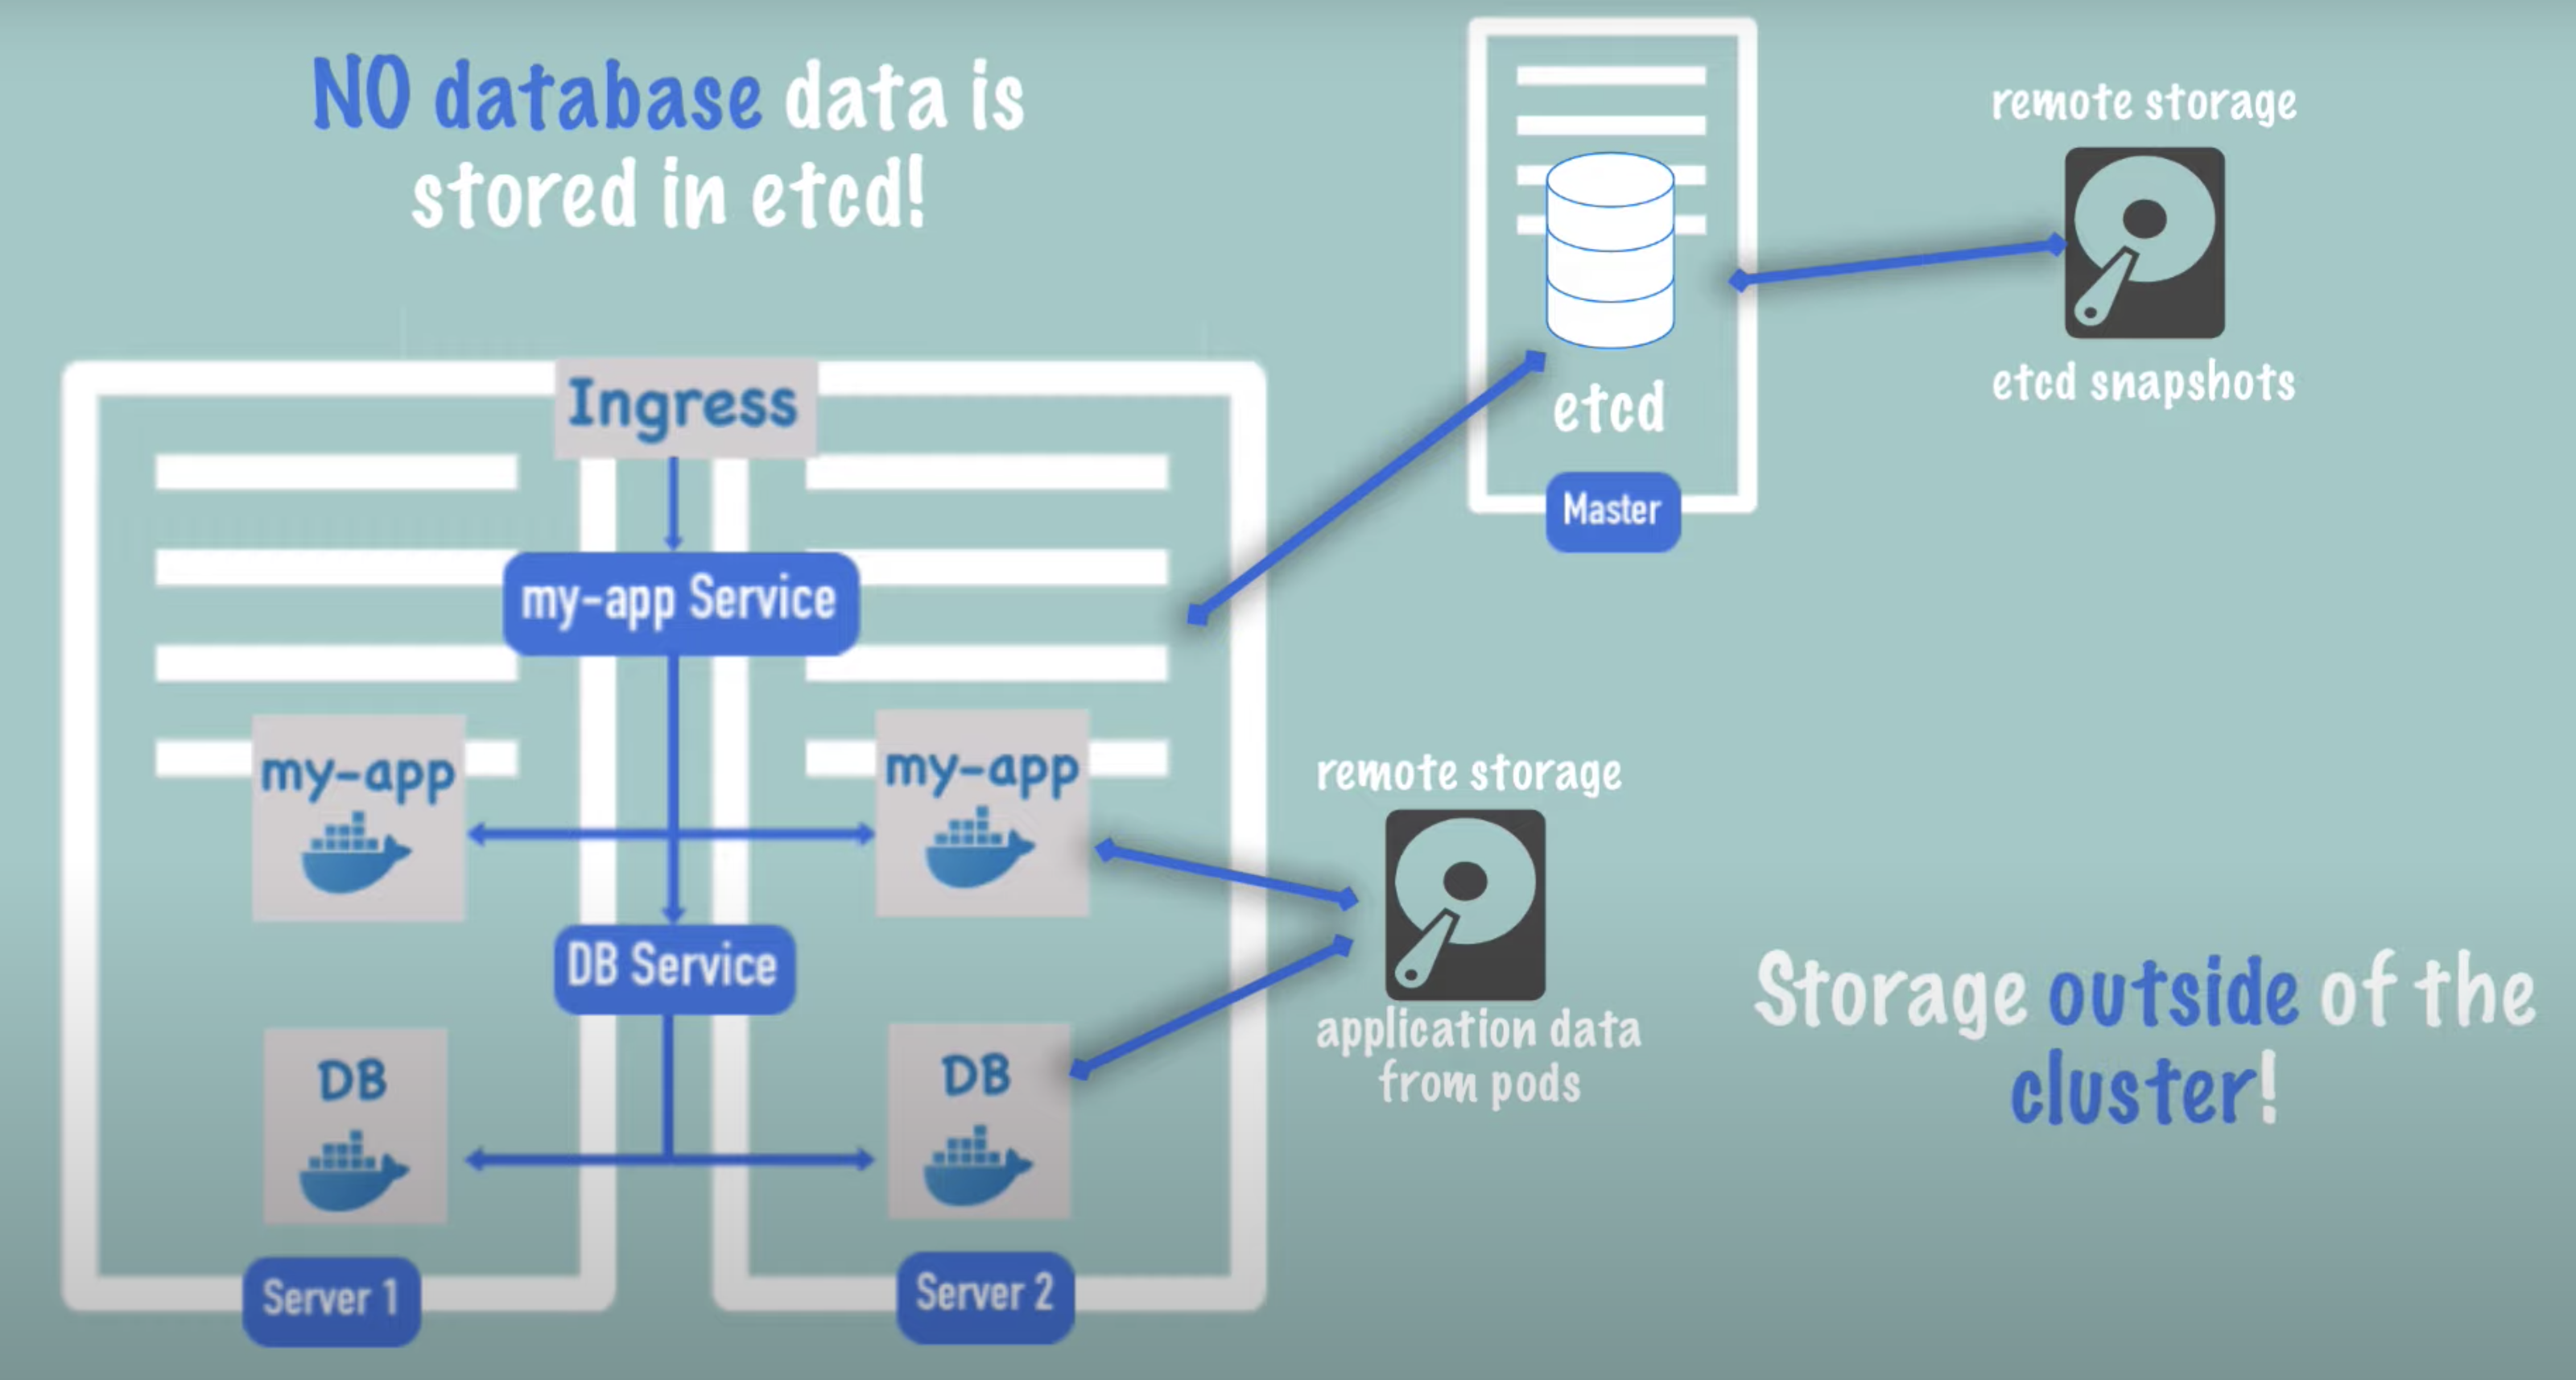 NO database data is
stored in etcd!
remote storage
etcd snapshots
etcd
Master
Ingress
my-app Service
my-app
my-app
DB Service
DB
DB
Server 1
Server 2
remote storage
application data
from pods
Storage outside of the
cluster!